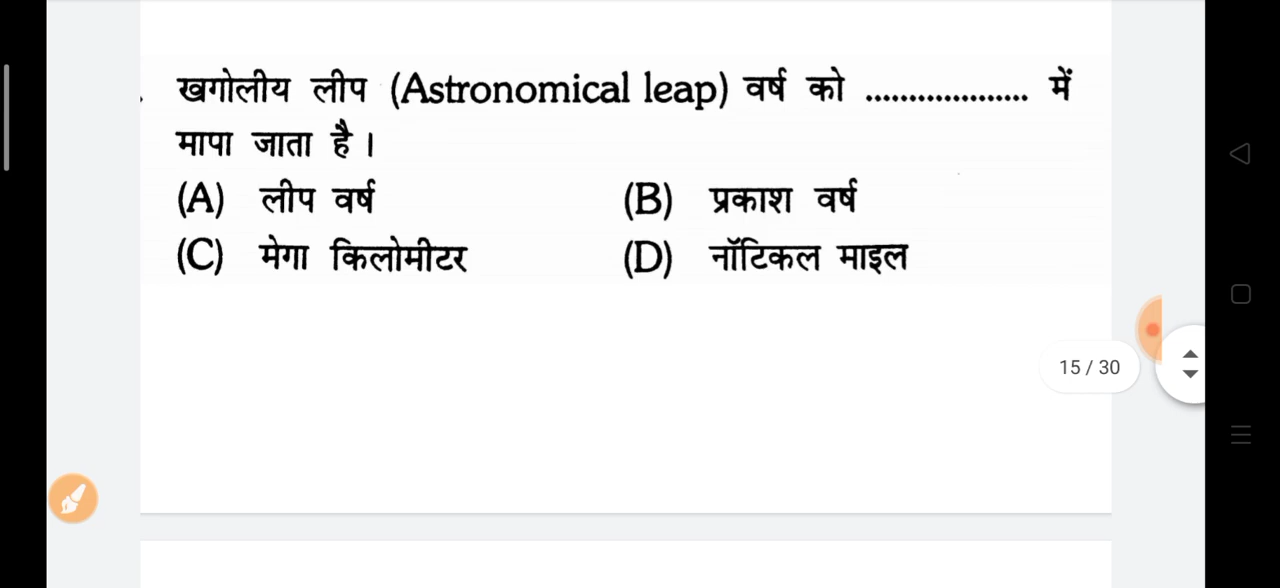 खगोलीय लीप (Astronomical leap) वर्ष को ................... में
मापा जाता है ।
(A) लीप वर्ष (B) प्रकाश वर्ष
(C) मेगा किलोमीटर (D) नॉटिकल माइल
15 / 30